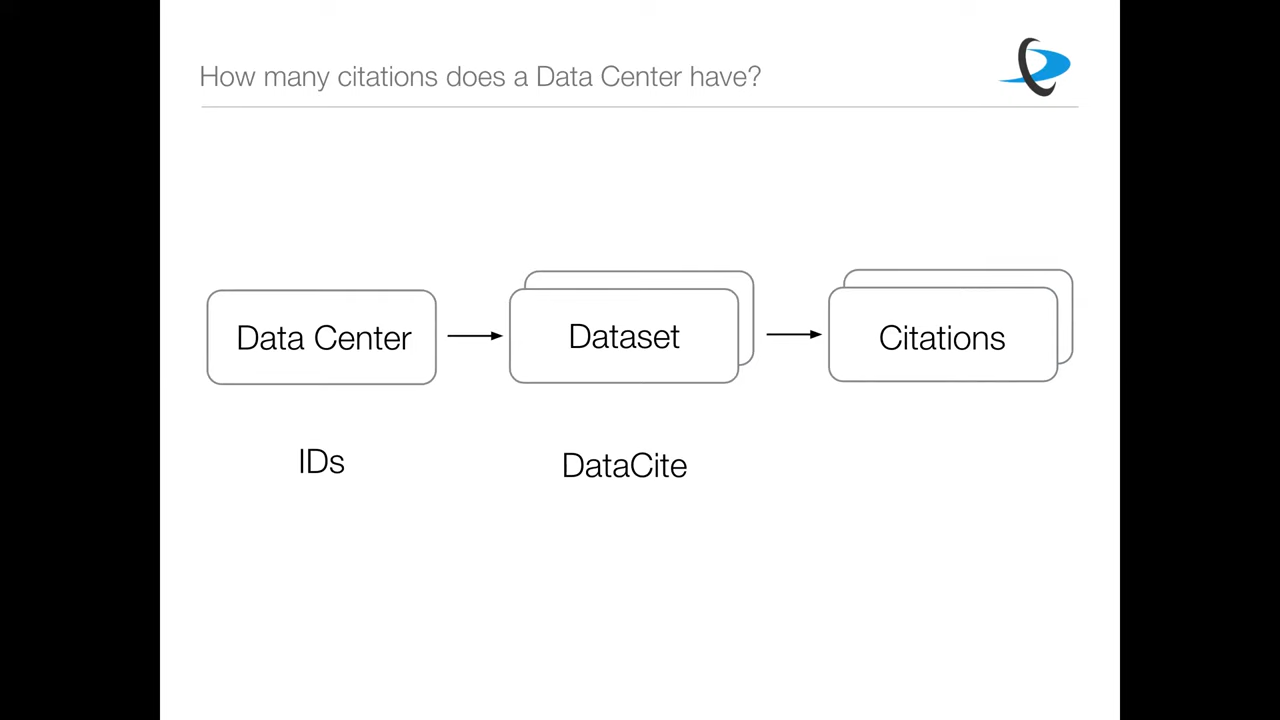 How many citations does a Data Center have?
Data Center
Dataset
Citations
IDs
DataCite